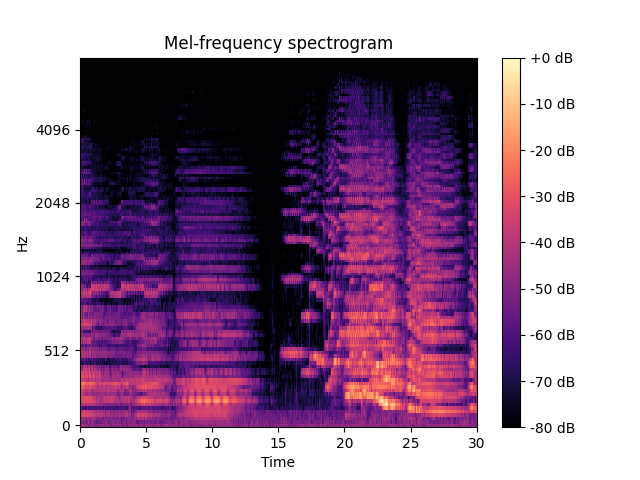 Mel-frequency spectrogram
Hz
4096
2048
1024
512
0
0 5 10 15 20 25 30
Time
+0 dB
-10 dB
-20 dB
-30 dB
-40 dB
-50 dB
-60 dB
-70 dB
-80 dB